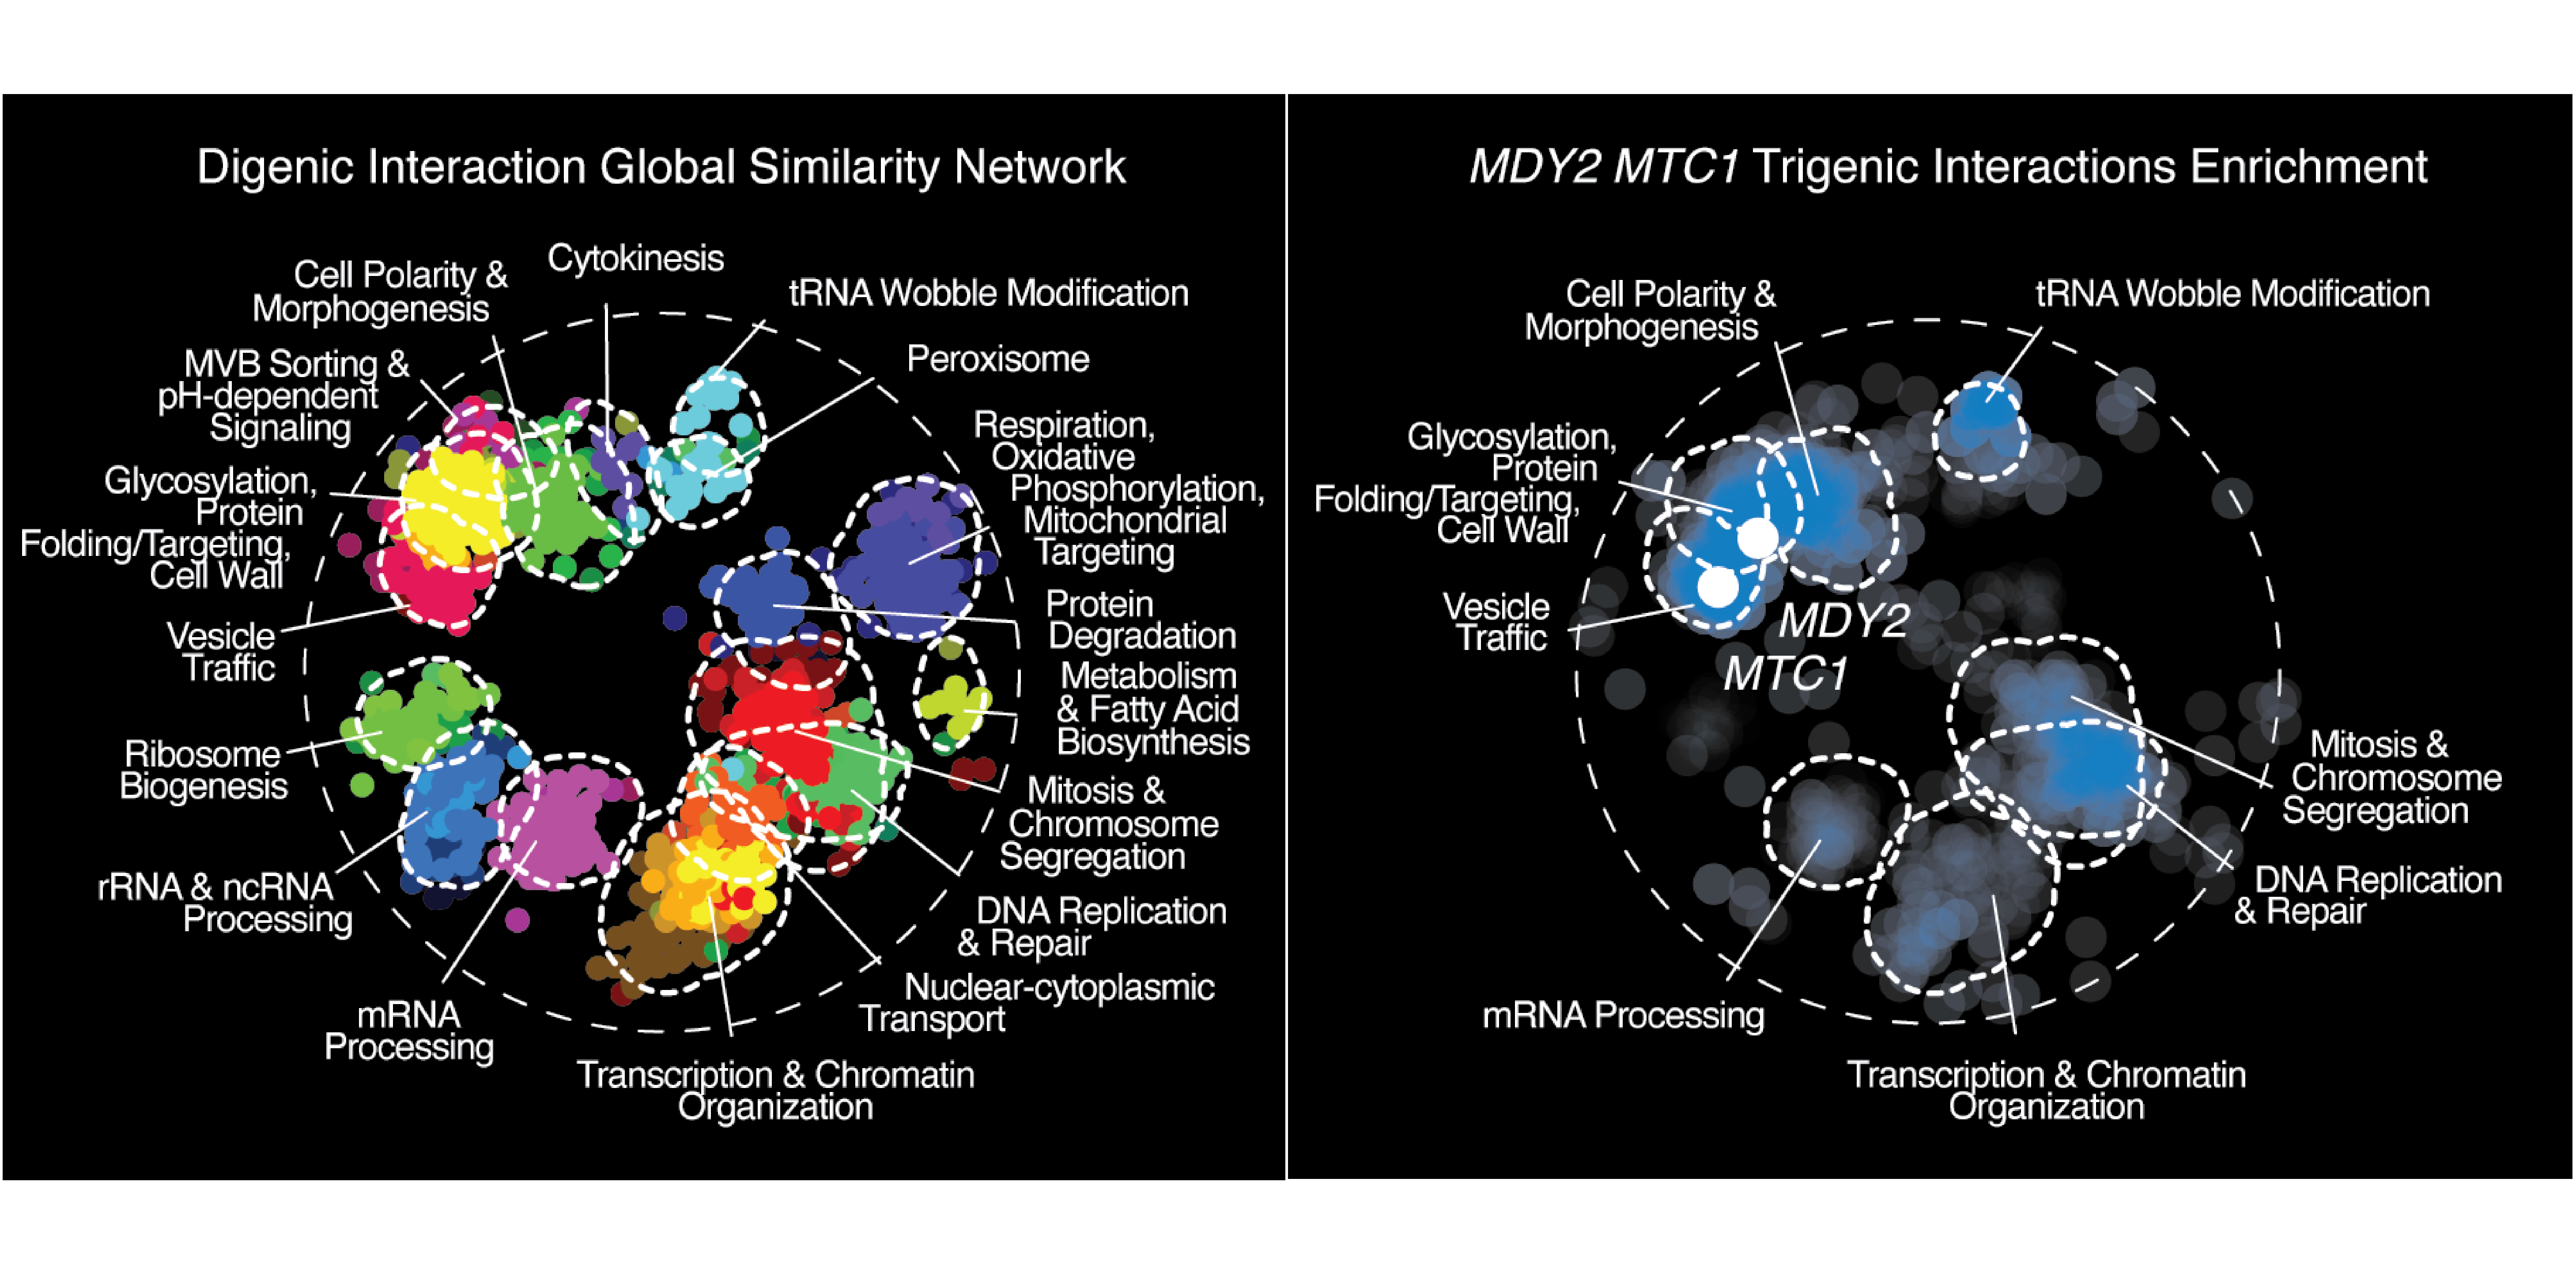 Digenic Interaction Global Similarity Network
Cytokinesis
Cell Polarity &
Morphogenesis
tRNA Wobble Modification
MVB Sorting &
pH-dependent
Signaling
Peroxisome
Respiration,
Oxidative
Phosphorylation,
Mitochondrial
Targeting
Glycosylation,
Protein
Folding/Targeting,
Cell Wall
Protein
Degradation
Vesicle
Traffic
Metabolism
& Fatty Acid
Biosynthesis
Ribosome
Biogenesis
Mitosis &
Chromosome
Segregation
rRNA & ncRNA
Processing
DNA Replication
& Repair
Nuclear-cytoplasmic
Transport
mRNA
Processing
Transcription & Chromatin
Organization
MDY2 MTC1 Trigenic Interactions Enrichment
Cell Polarity &
Morphogenesis
tRNA Wobble Modification
Glycosylation,
Protein
Folding/Targeting,
Cell Wall
Vesicle
Traffic
MDY2
MTC1
Mitosis &
Chromosome
Segregation
DNA Replication
& Repair
mRNA Processing
Transcription & Chromatin
Organization